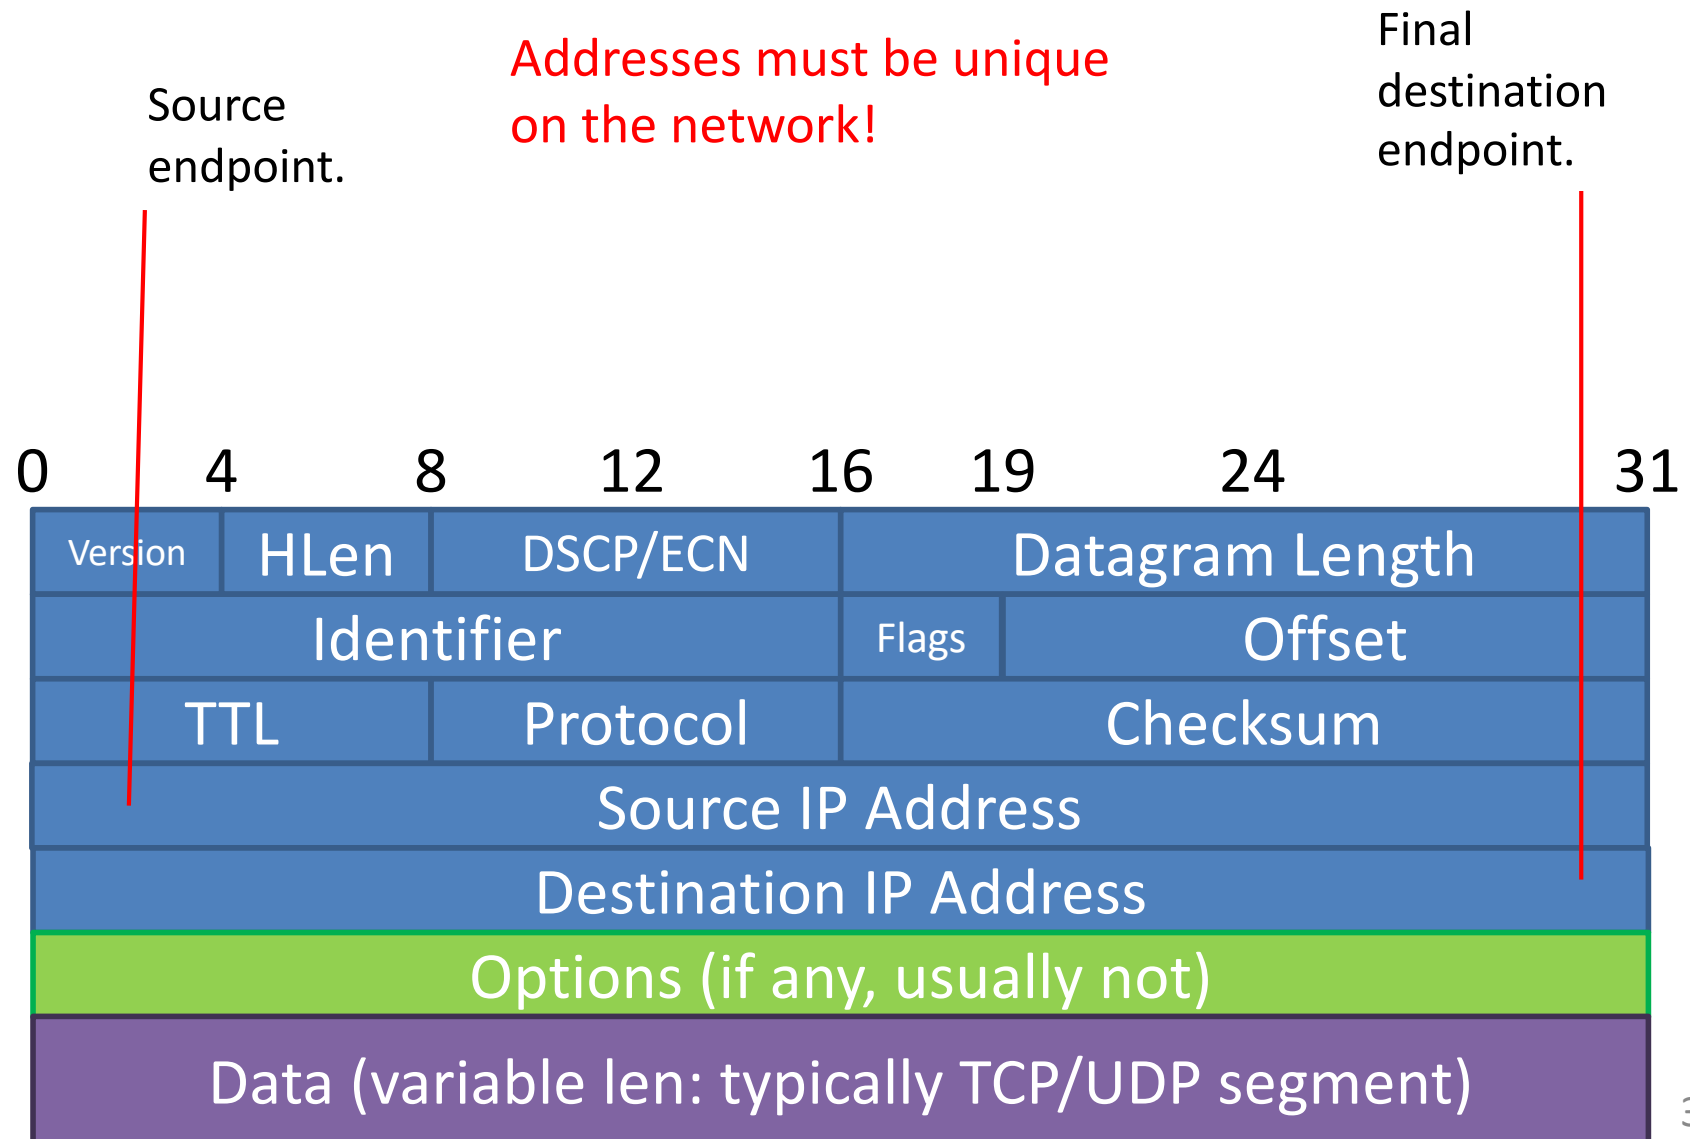 Source
endpoint.
Addresses must be unique
on the network!
Final
destination
endpoint.
0 4 8 12 16 19 24 31
Version HLen DSCP/ECN Datagram Length
Identifier Flags Offset
TTL Protocol Checksum
Source IP Address
Destination IP Address
Options (if any, usually not)
Data (variable len: typically TCP/UDP segment)